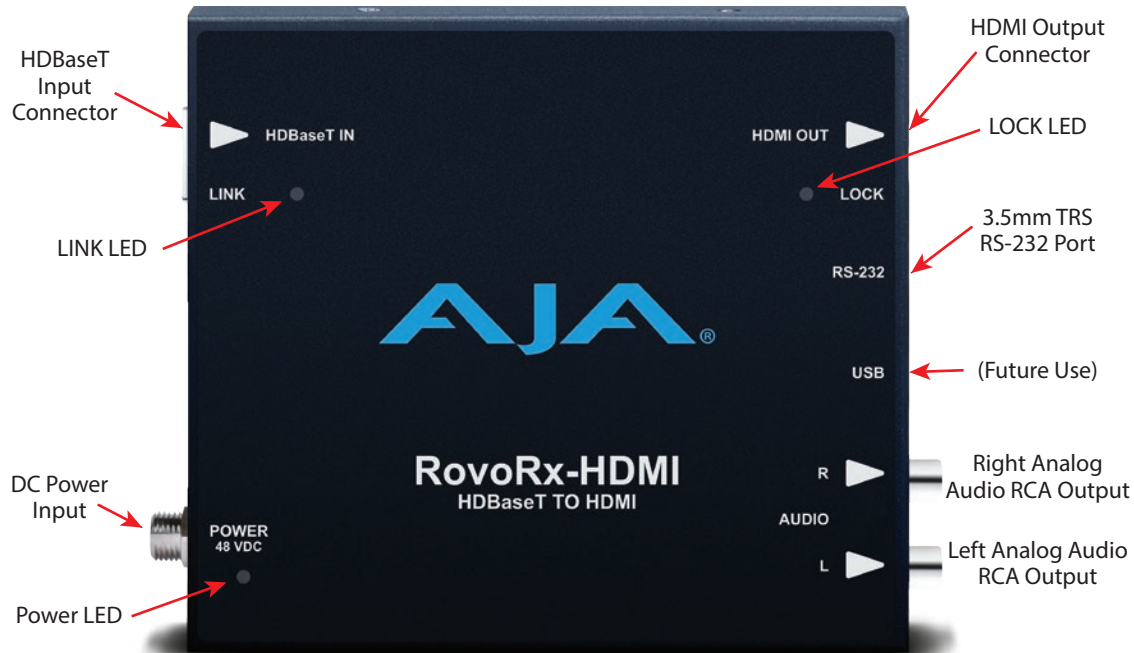 HDBaseT
Input
Connector
HDMI Output
Connector
HDBaseT IN
HDMI OUT
LOCK LED
LINK
LOCK
LINK LED
3.5mm TRS
RS-232 Port
RS-232
AJA®
USB
(Future Use)
RovoRx-HDMI
HDBaseT TO HDMI
R
Right Analog
Audio RCA Output
DC Power
Input
AUDIO
POWER
48 VDC
L
Left Analog Audio
RCA Output
Power LED